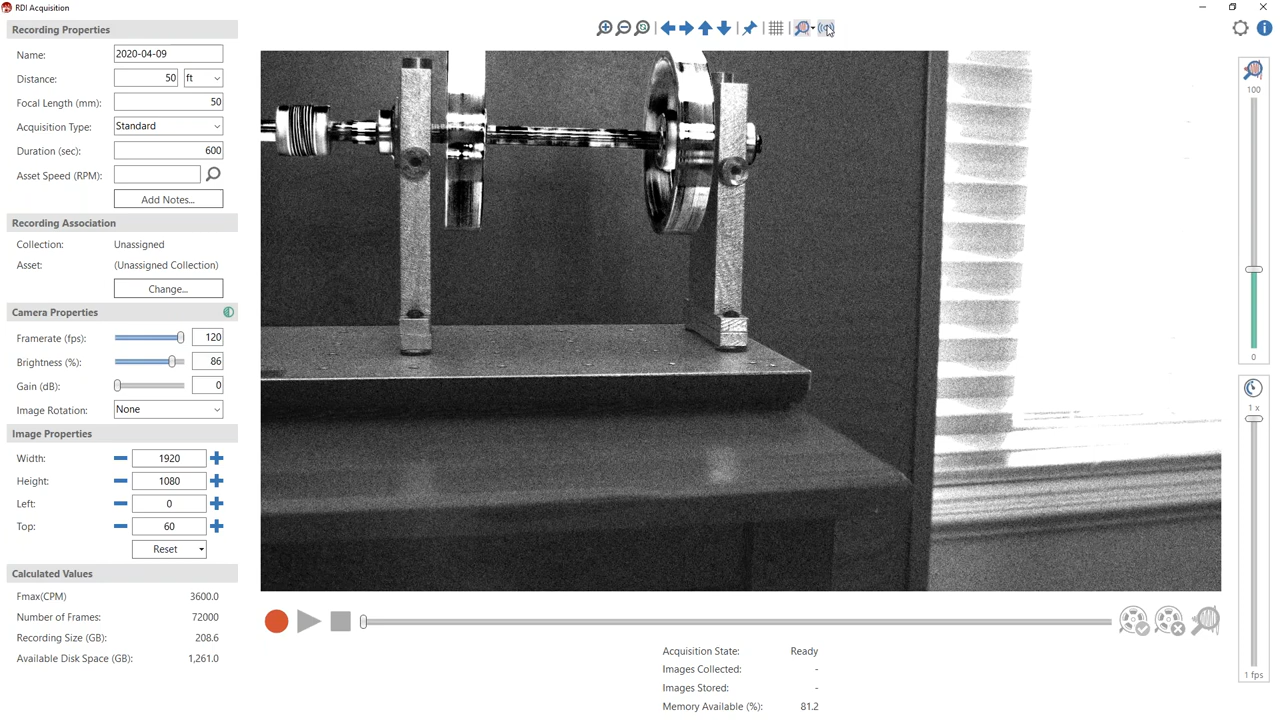 RDI Acquisition
Recording Properties
Name: 2020-04-09
Distance: 50 ft
Focal Length (mm): 50
Acquisition Type: Standard
Duration (sec): 600
Asset Speed (RPM):
Add Notes...
Recording Association
Collection: Unassigned
Asset: (Unassigned Collection)
Change...
Camera Properties
Framerate (fps): 120
Brightness (%): 86
Gain (dB): 0
Image Rotation: None
Image Properties
Width: 1920
Height: 1080
Left: 0
Top: 60
Reset
Calculated Values
Fmax(CPM) 3600.0
Number of Frames: 72000
Recording Size (GB): 208.6
Available Disk Space (GB): 1,261.0
100
0
1 x
1 fps
Acquisition State: Ready
Images Collected: -
Images Stored: -
Memory Available (%): 81.2